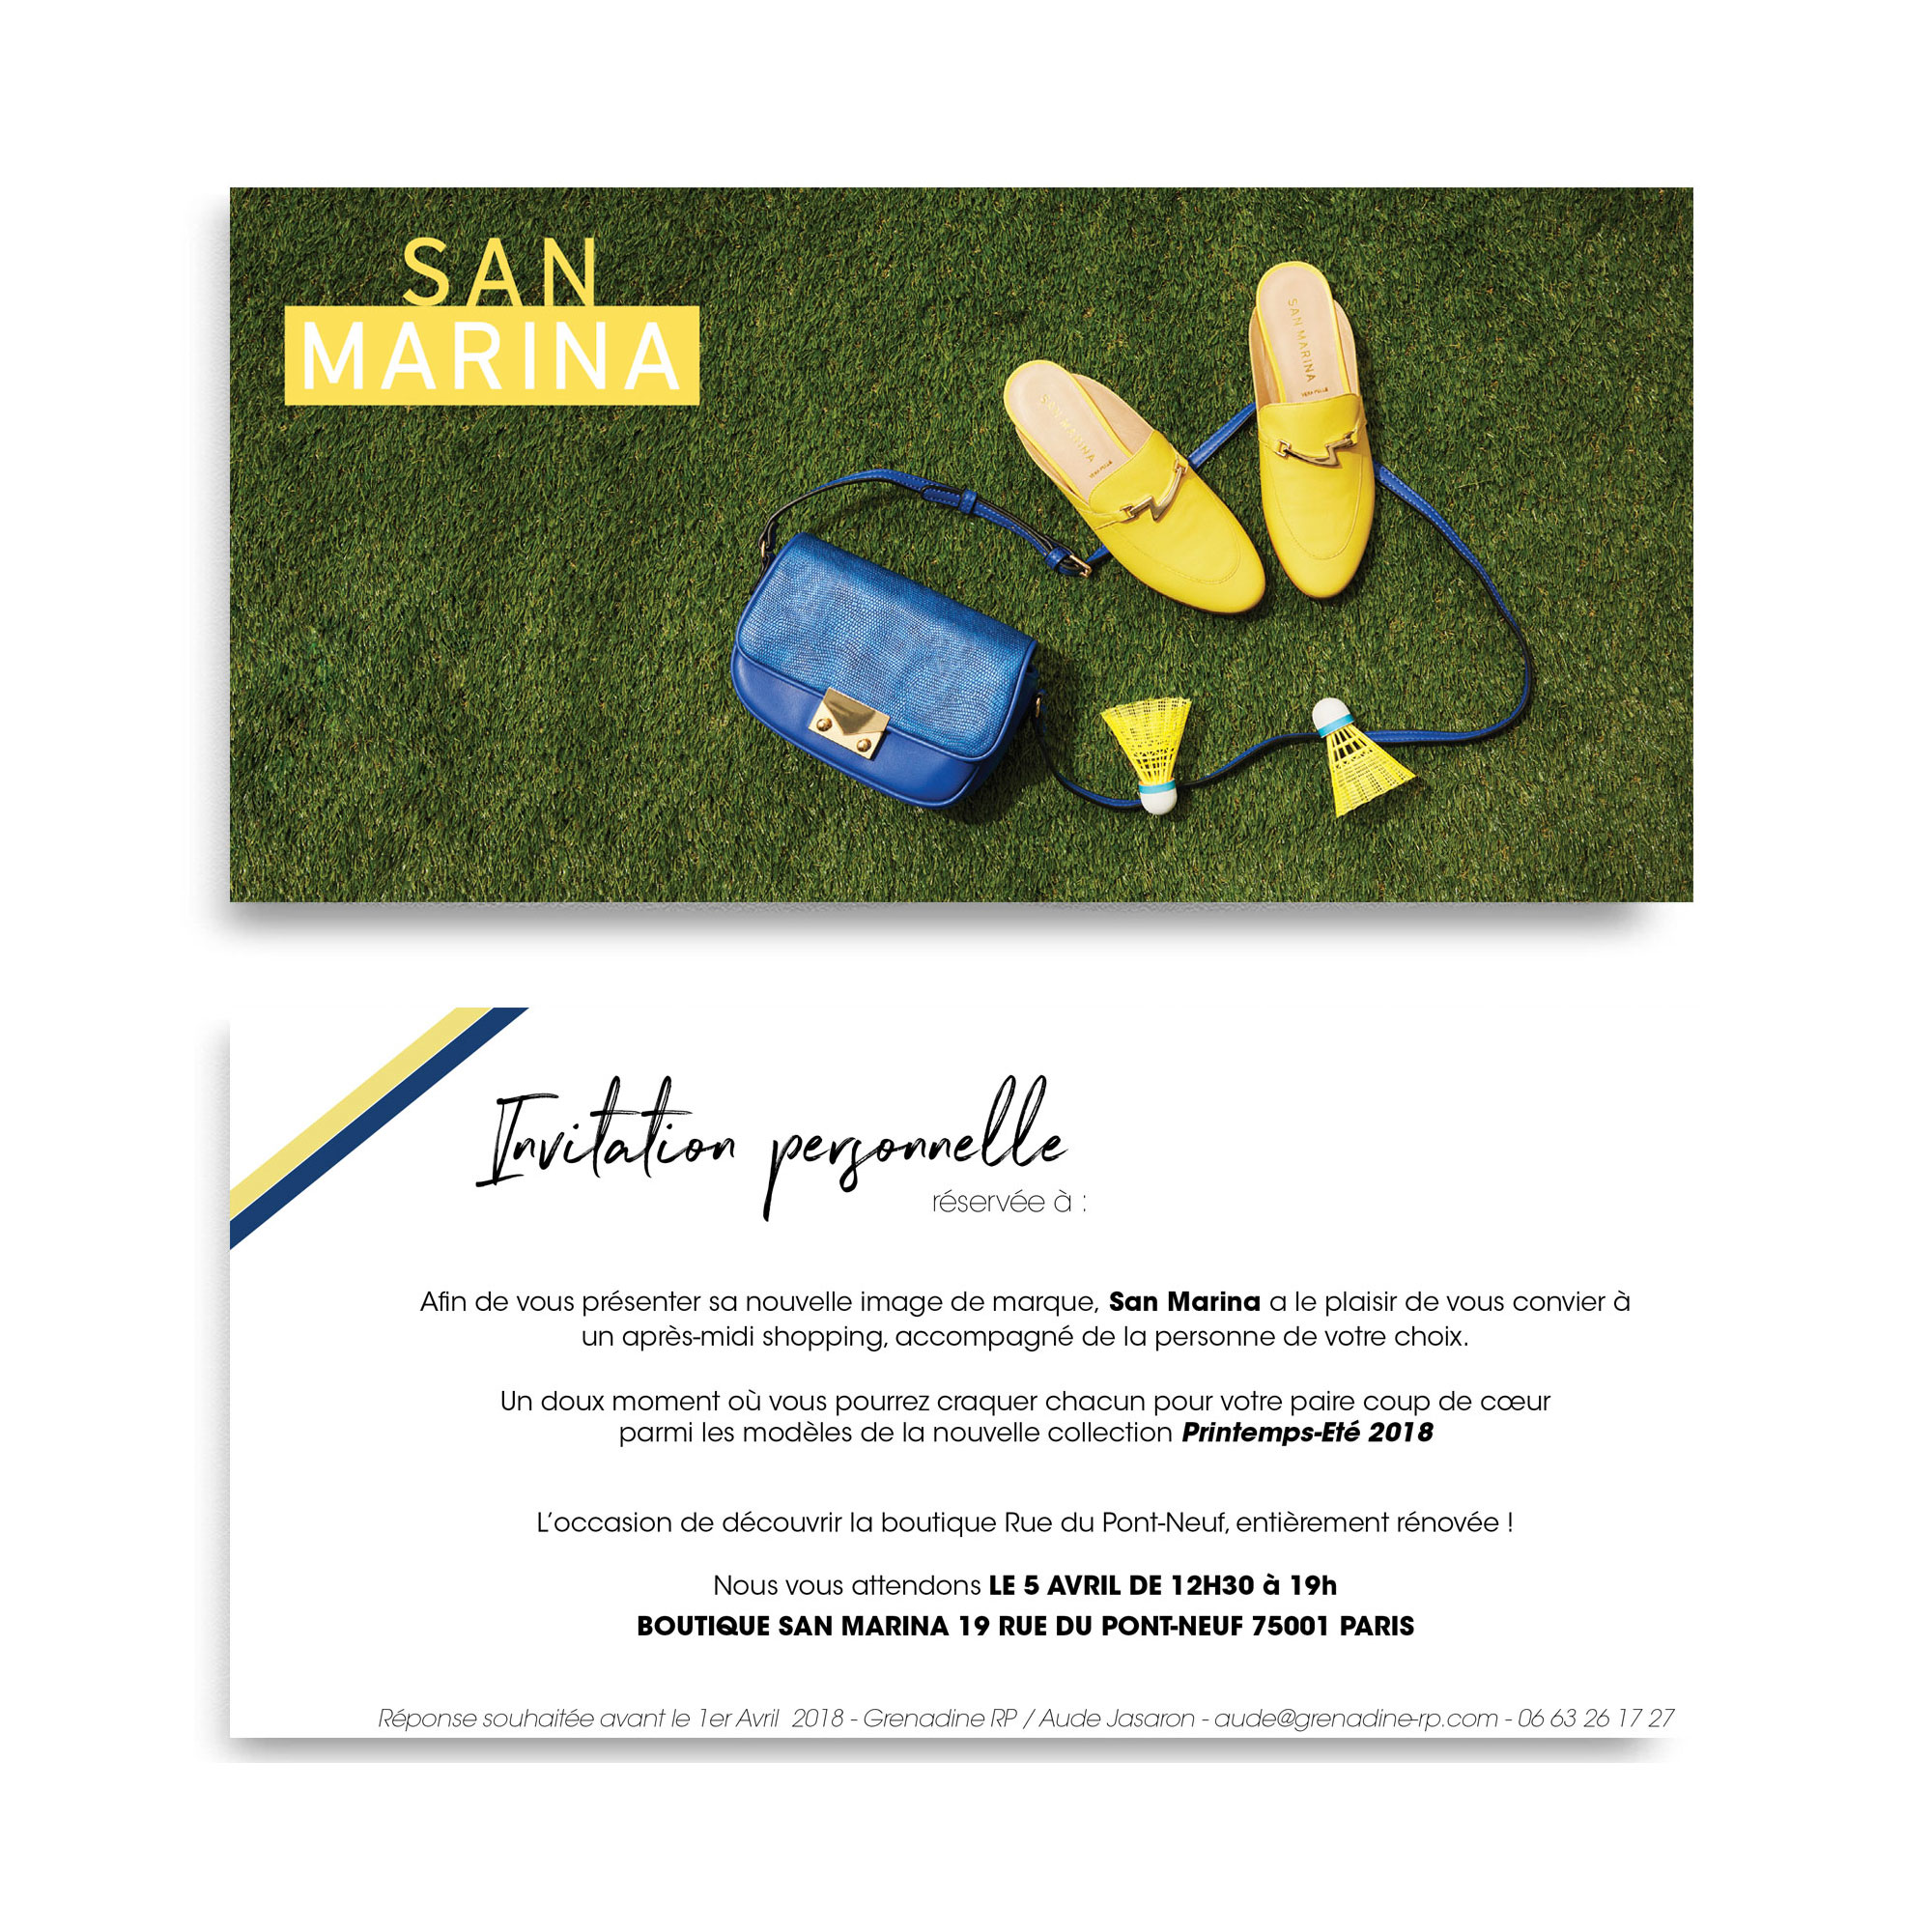 SAN
MARINA
SAN MARINA
SAN MARINA
Invitation personnelle
réservée à :
Afin de vous présenter sa nouvelle image de marque, San Marina a le plaisir de vous convier à
un après-midi shopping, accompagné de la personne de votre choix.
Un doux moment où vous pourrez craquer chacun pour votre paire coup de cœur
parmi les modèles de la nouvelle collection Printemps-Eté 2018
L'occasion de découvrir la boutique Rue du Pont-Neuf, entièrement rénovée !
Nous vous attendons LE 5 AVRIL DE 12H30 à 19h
BOUTIQUE SAN MARINA 19 RUE DU PONT-NEUF 75001 PARIS
Réponse souhaitée avant le 1er Avril 2018 - Grenadine RP / Aude Jasaron - aude@grenadine-rp.com - 06 63 26 17 27